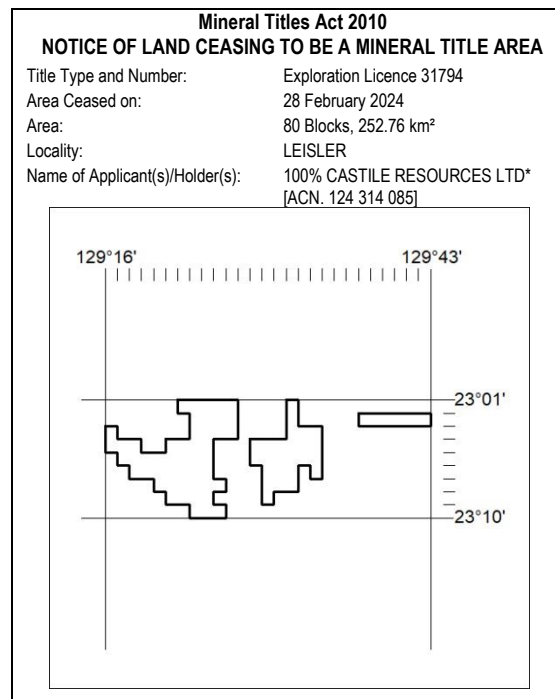 Mineral Titles Act 2010
NOTICE OF LAND CEASING TO BE A MINERAL TITLE AREA
Title Type and Number: Exploration Licence 31794
Area Ceased on: 28 February 2024
Area: 80 Blocks, 252.76 km²
Locality: LEISLER
Name of Applicant(s)/Holder(s): 100% CASTILE RESOURCES LTD*
[ACN. 124 314 085]
129°16' 129°43'
23°01'
23°10'